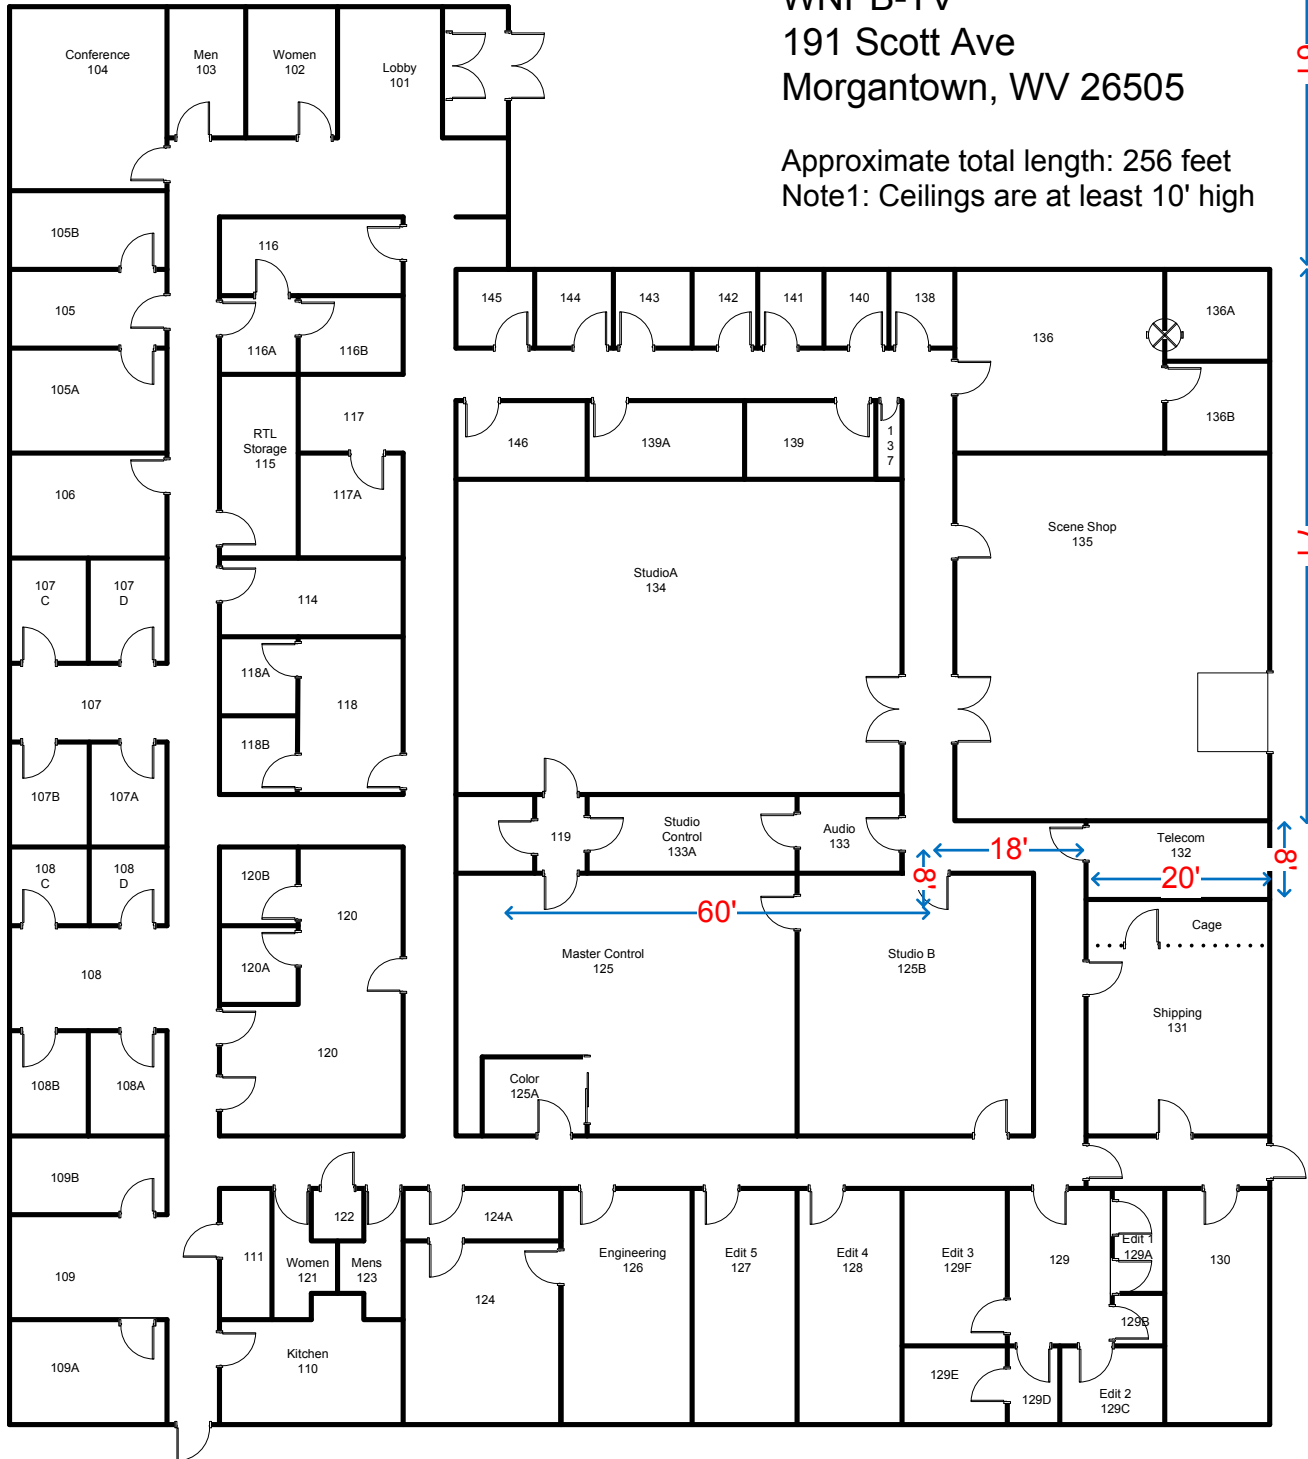 191 Scott Ave
Morgantown, WV 26505
Approximate total length: 256 feet
Note1: Ceilings are at least 10' high
Conference
104
Men
103
Women
102
Lobby
101
105B
116
105
116A
116B
105A
117
RTL
Storage
115
117A
106
107
C
107
D
114
118A
118
107
118B
107B
107A
108
C
108
D
120B
120
120A
108
120
108B
108A
109B
109
109A
111
Women
121
122
Mens
123
Kitchen
110
145
144
143
142
141
140
138
136
136A
136B
146
139A
139
1
3
7
StudioA
134
Scene Shop
135
119
Studio
Control
133A
Audio
133
18'
8'
60'
Telecom
132
20'
8'
Cage
Master Control
125
Studio B
125B
Shipping
131
Color
125A
124A
124
Engineering
126
Edit 5
127
Edit 4
128
Edit 3
129F
129
Edit 1
129A
129B
130
129E
129D
Edit 2
129C